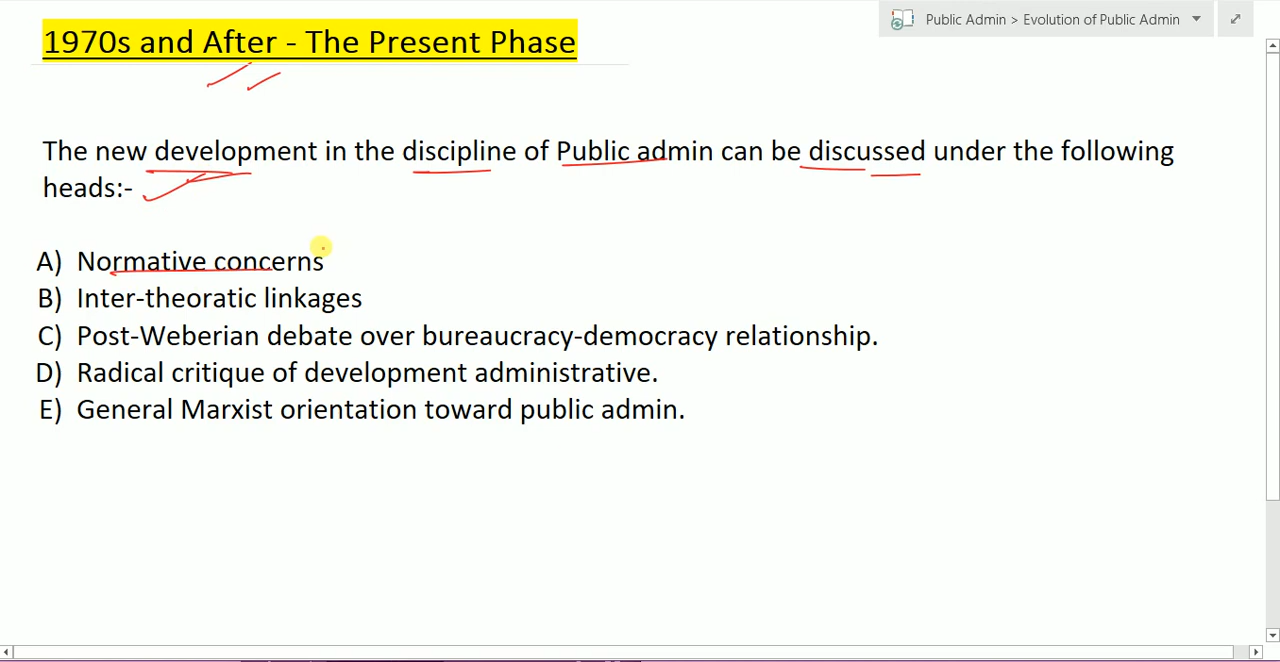 Public Admin > Evolution of Public Admin
1970s and After - The Present Phase
The new development in the discipline of Public admin can be discussed under the following
heads:-
A) Normative concerns
B) Inter-theoratic linkages
C) Post-Weberian debate over bureaucracy-democracy relationship.
D) Radical critique of development administrative.
E) General Marxist orientation toward public admin.